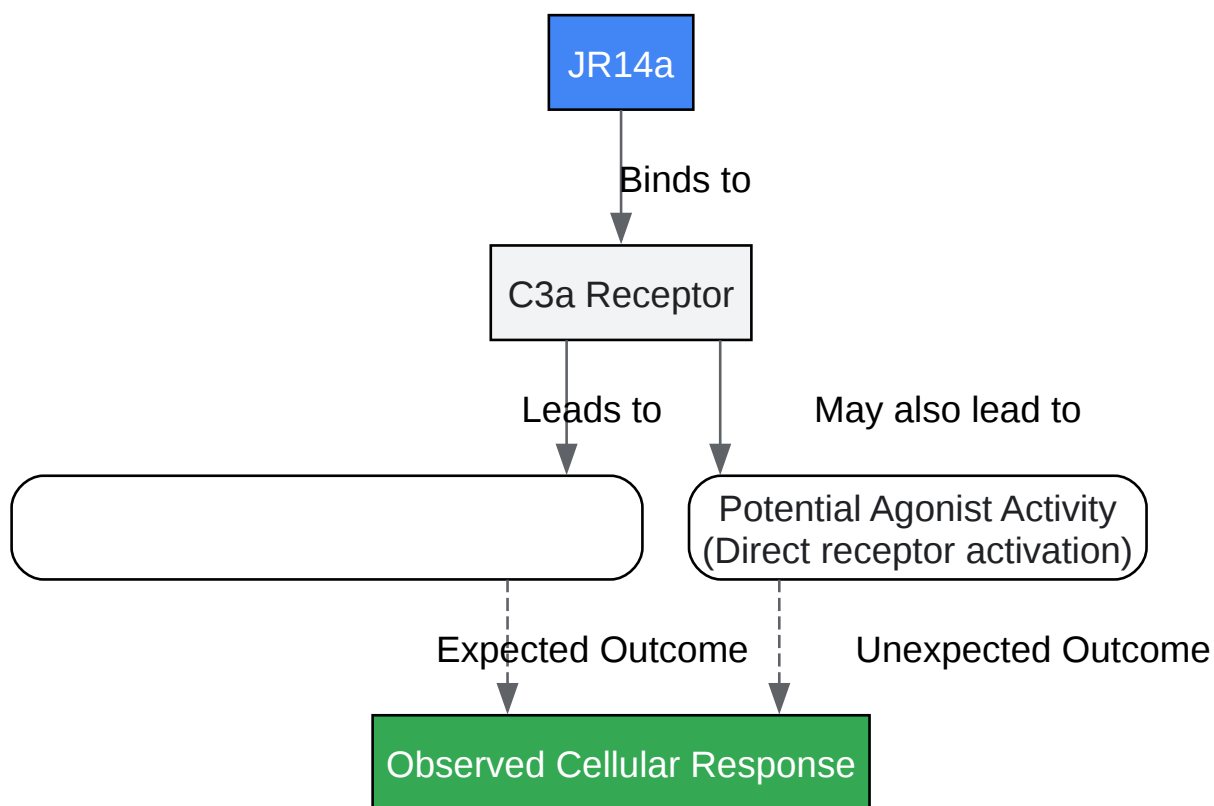 JR14a
Binds to
C3a Receptor
Leads to
May also lead to
Potential Agonist Activity
(Direct receptor activation)
Expected Outcome
Unexpected Outcome
Observed Cellular Response